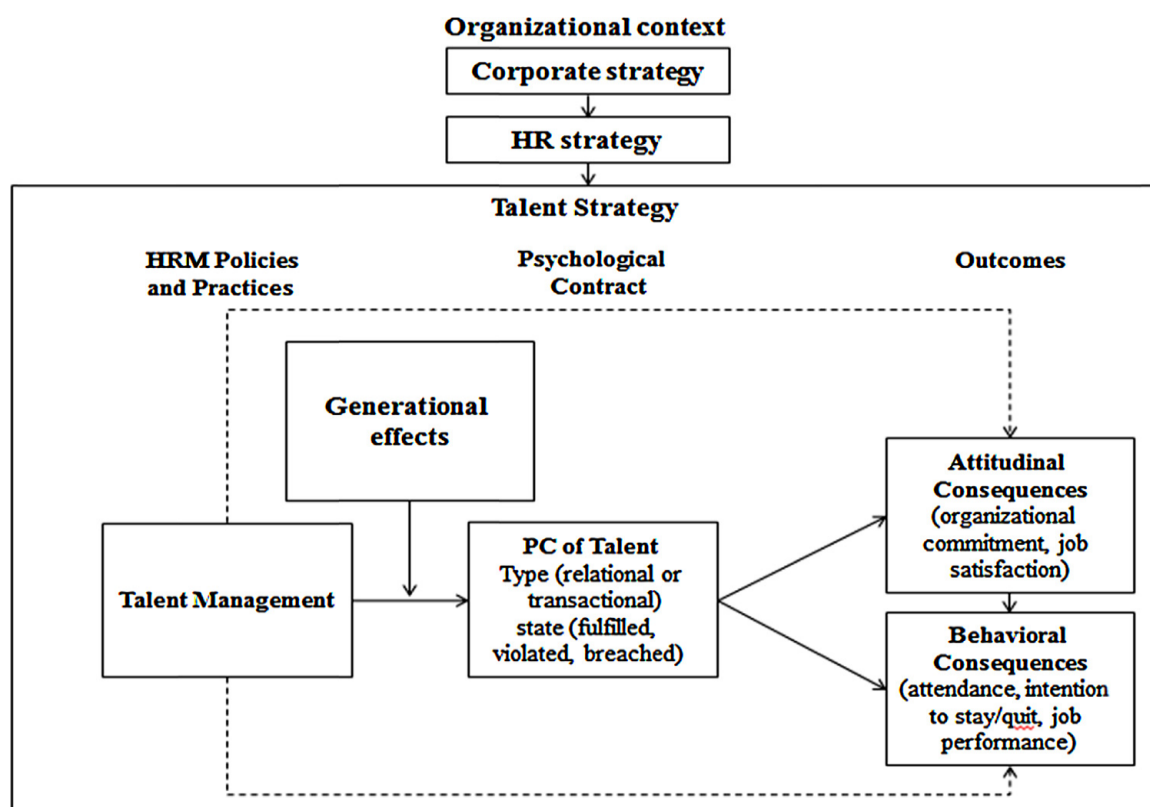 Organizational context
Corporate strategy
HR strategy
Talent Strategy
HRM Policies
and Practices
Psychological
Contract
Outcomes
Generational
effects
Talent Management
PC of Talent
Type (relational or
transactional)
state (fulfilled,
violated, breached)
Attitudinal
Consequences
(organizational
commitment, job
satisfaction)
Behavioral
Consequences
(attendance, intention
to stay/quit, job
performance)